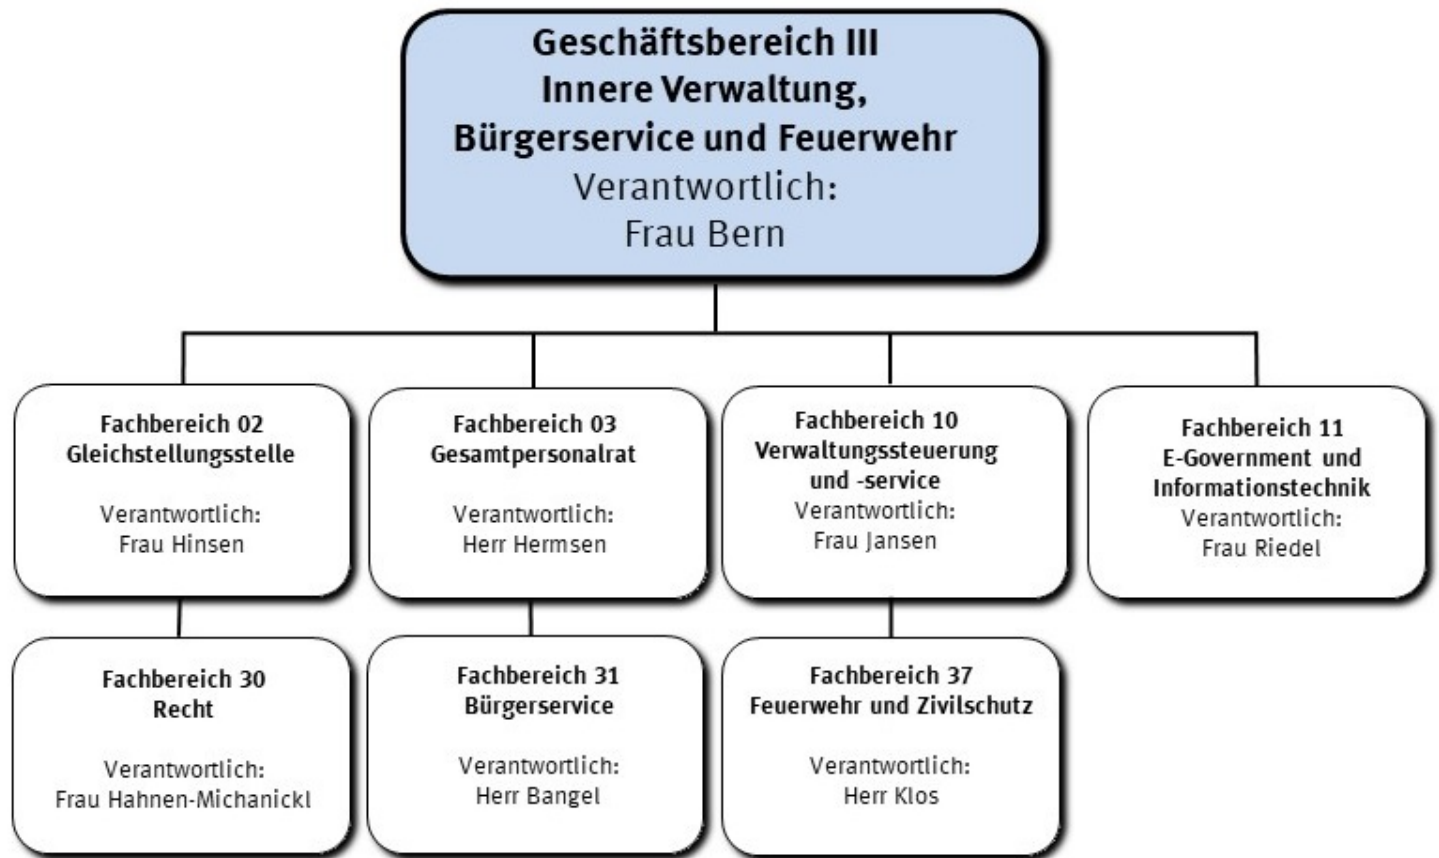 Geschäftsbereich III
Innere Verwaltung,
Bürgerservice und Feuerwehr
Verantwortlich:
Frau Bern
Fachbereich 02
Gleichstellungsstelle
Verantwortlich:
Frau Hinsen
Fachbereich 03
Gesamtpersonalrat
Verantwortlich:
Herr Hermsen
Fachbereich 10
Verwaltungssteuerung
und -service
Verantwortlich:
Frau Jansen
Fachbereich 11
E-Government und
Informationstechnik
Verantwortlich:
Frau Riedel
Fachbereich 30
Recht
Verantwortlich:
Frau Hahnen-Michanickl
Fachbereich 31
Bürgerservice
Verantwortlich:
Herr Bangel
Fachbereich 37
Feuerwehr und Zivilschutz
Verantwortlich:
Herr Klos